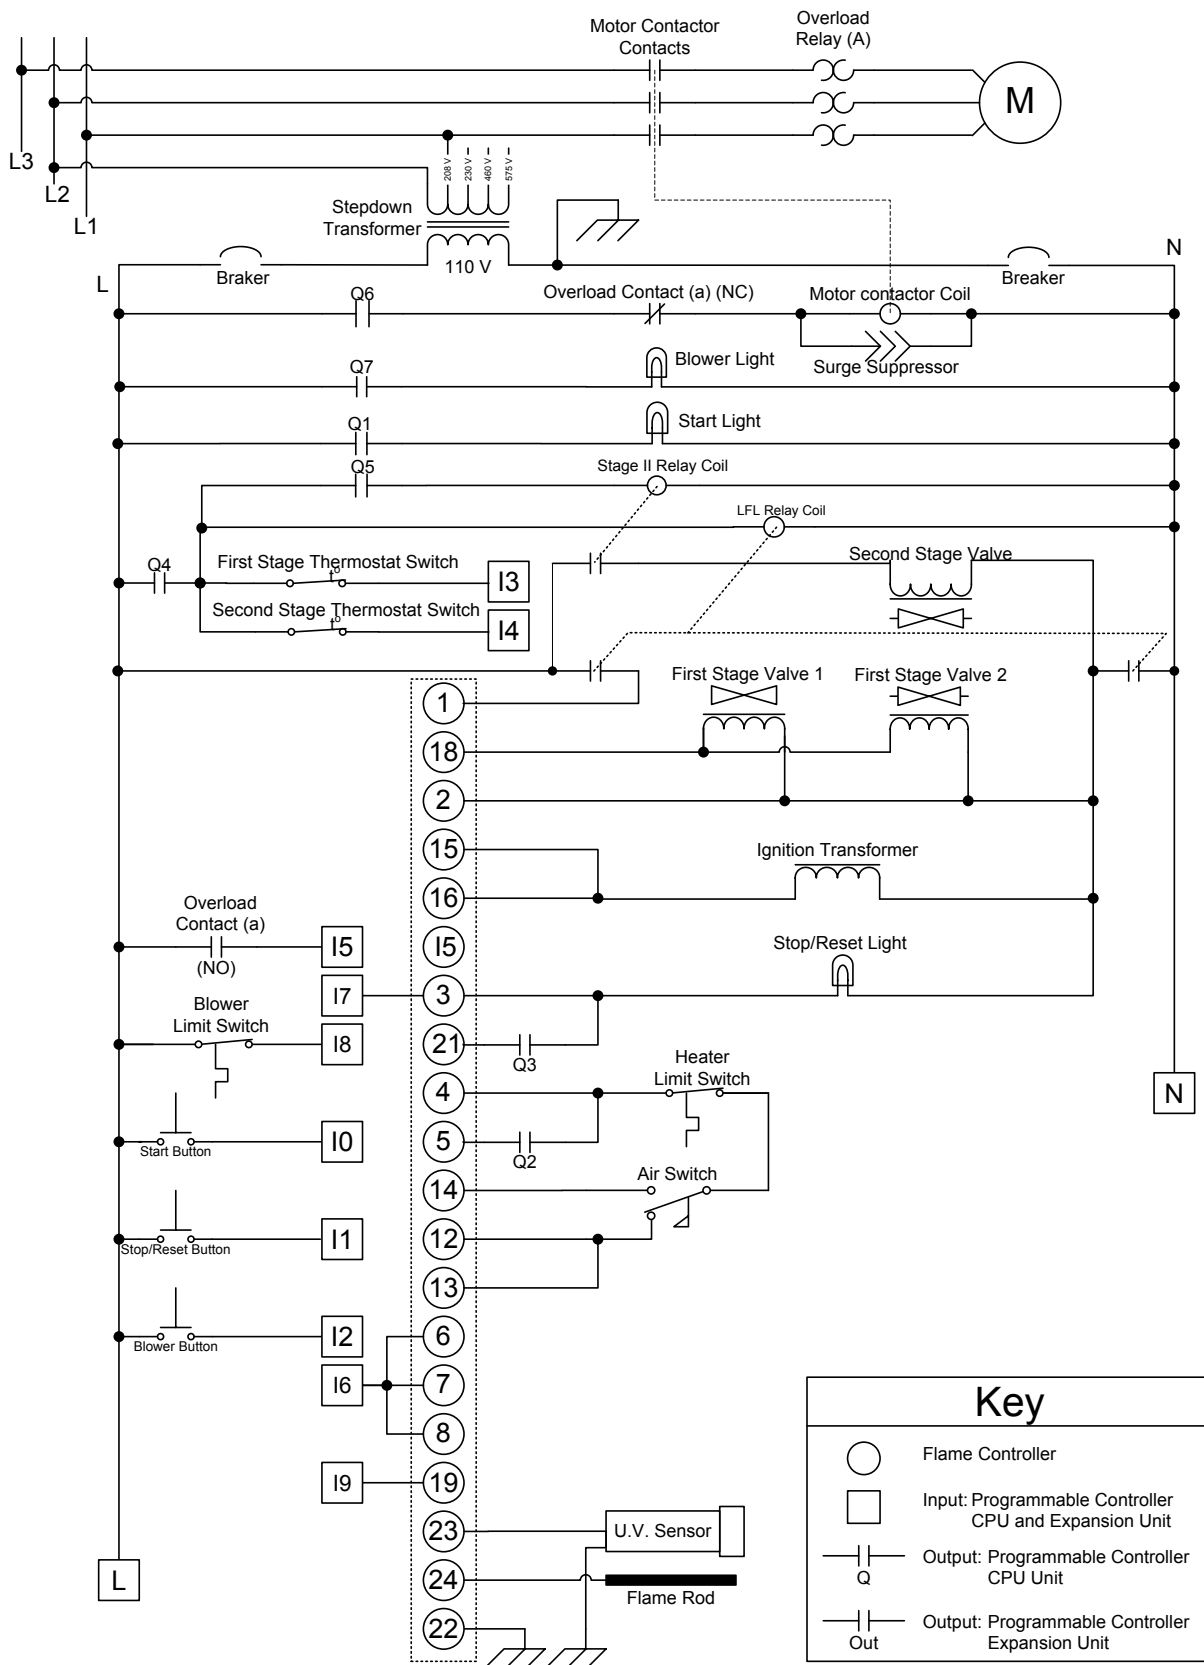 Motor Contactor
Contacts
Overload
Relay (A)
M
L3
L2
L1
208 V
230 V
460 V
575 V
Stepdown
Transformer
110 V
L
Braker
Breaker
N
Q6
Overload Contact (a) (NC)
Motor contactor Coil
Surge Suppressor
Q7
Blower Light
Q1
Start Light
Q5
Stage II Relay Coil
LFL Relay Coil
Q4
First Stage Thermostat Switch
to
I3
Second Stage Valve
Second Stage Thermostat Switch
to
I4
First Stage Valve 1
First Stage Valve 2
1
18
2
15
Ignition Transformer
16
Overload
Contact (a)
(NO)
I5
I5
Stop/Reset Light
I7
3
Blower
Limit Switch
I8
21
Q3
Heater
Limit Switch
N
4
Start Button
I0
5
Q2
Air Switch
14
Stop/Reset Button
I1
12
13
Blower Button
I2
6
I6
7
8
I9
19
23
U.V. Sensor
L
24
Flame Rod
22
Key
Flame Controller
Input: Programmable Controller
CPU and Expansion Unit
Q
Output: Programmable Controller
CPU Unit
Out
Output: Programmable Controller
Expansion Unit